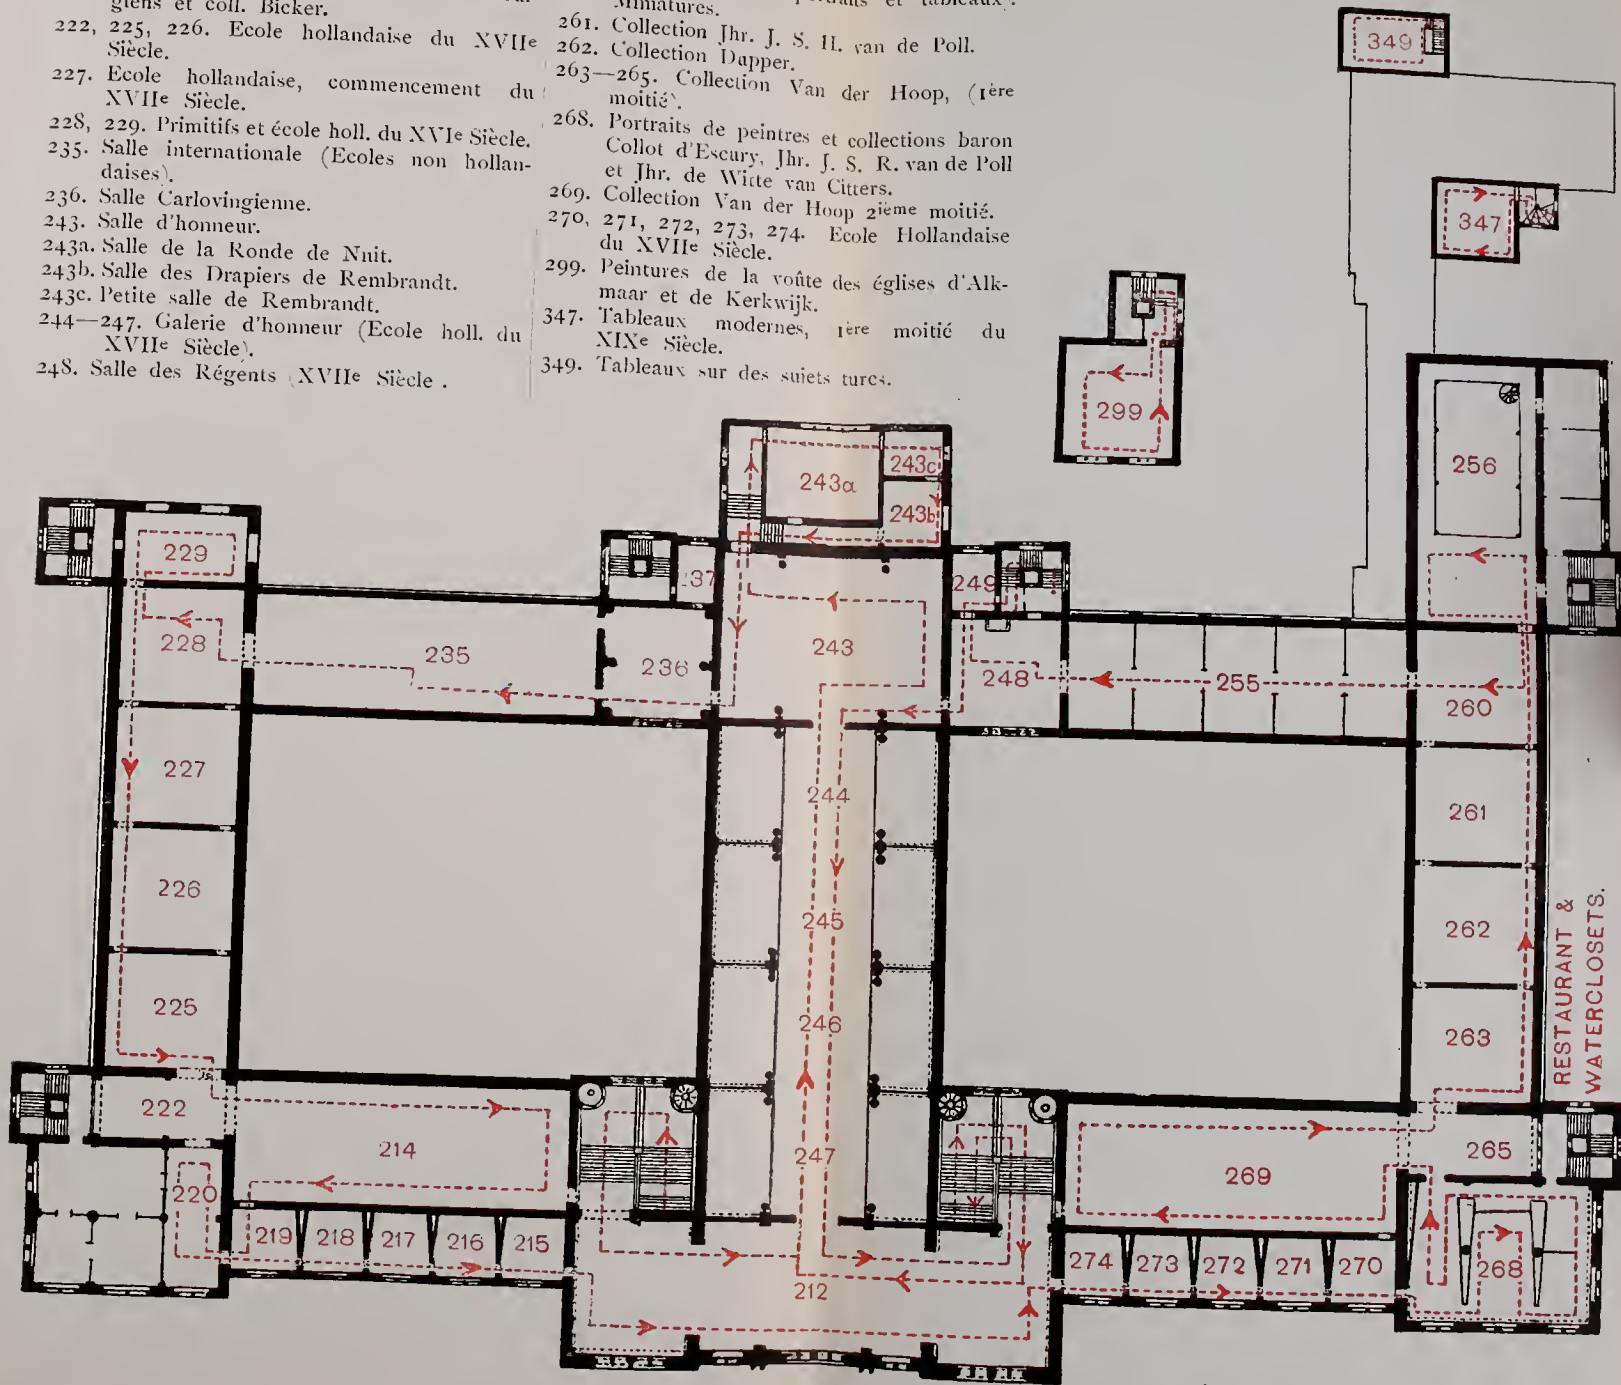 giens et coll. Bicker.
222, 225, 226. Ecole hollandaise du XVIIe
Siècle.
227. Ecole hollandaise, commencement du
XVIIe Siècle.
228, 229. Primitifs et école holl. du XVIe Siècle.
235. Salle internationale (Ecoles non hollan-
daises).
236. Salle Carlovingienne.
243. Salle d'honneur.
243a. Salle de la Ronde de Nuit.
243b. Salle des Drapiers de Rembrandt.
243c. Petite salle de Rembrandt.
244—247. Galerie d'honneur (Ecole holl. du
XVIIe Siècle).
248. Salle des Régents XVIIe Siècle.
et tableaux.
Miniatures.
261. Collection Jhr. J. S. H. van de Poll.
262. Collection Dupper.
263—265. Collection Van der Hoop, (1ère
moitié).
268. Portraits de peintres et collections baron
Collot d'Escury, Jhr. J. S. R. van de Poll
et Jhr. de Witte van Citters.
269. Collection Van der Hoop 2ième moitié.
270, 271, 272, 273, 274. Ecole Hollandaise
du XVIIe Siècle.
299. Peintures de la voûte des églises d'Alk-
maar et de Kerkwijk.
347. Tableaux modernes, 1ère moitié du
XIXe Siècle.
349. Tableaux sur des sujets turcs.
349
347
299
256
243a
243c
243b
229
237
249
228
235
236
243
248
255
260
227
244
261
226
245
262
225
246
263
RESTAURANT &
WATERCLOSETS.
222
214
247
269
265
220
219
218
217
216
215
212
274
273
272
271
270
268